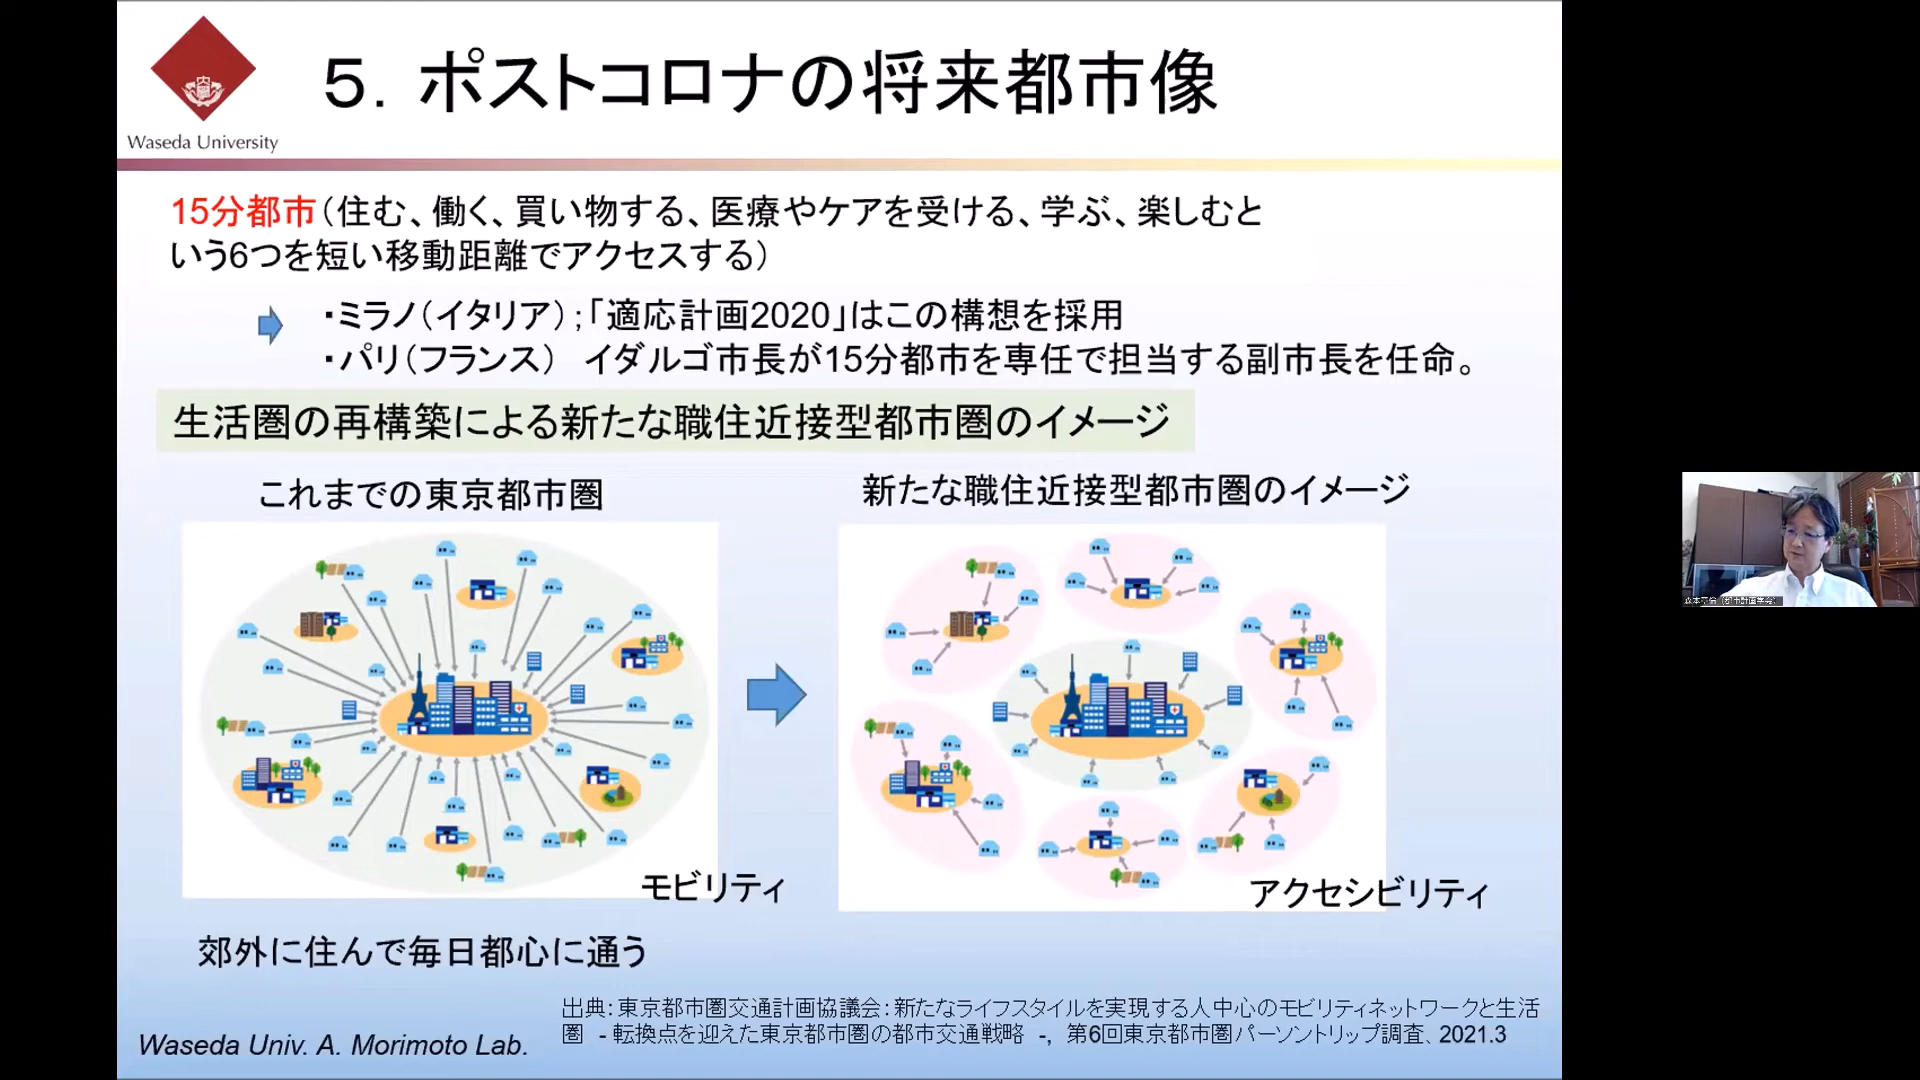 Waseda University
５．ポストコロナの将来都市像
15分都市（住む、働く、買い物する、医療やケアを受ける、学ぶ、楽しむと
いう6つを短い移動距離でアクセスする）
・ミラノ（イタリア）；「適応計画2020」はこの構想を採用
・パリ（フランス）　イダルゴ市長が15分都市を専任で担当する副市長を任命。
生活圏の再構築による新たな職住近接型都市圏のイメージ
これまでの東京都市圏
新たな職住近接型都市圏のイメージ
モビリティ
アクセシビリティ
郊外に住んで毎日都心に通う
出典：東京都市圏交通計画協議会：新たなライフスタイルを実現する人中心のモビリティネットワークと生活
圏　- 転換点を迎えた東京都市圏の都市交通戦略　-，第6回東京都市圏パーソントリップ調査、2021.3
Waseda Univ. A. Morimoto Lab.
森本章倫（都市計画学会）